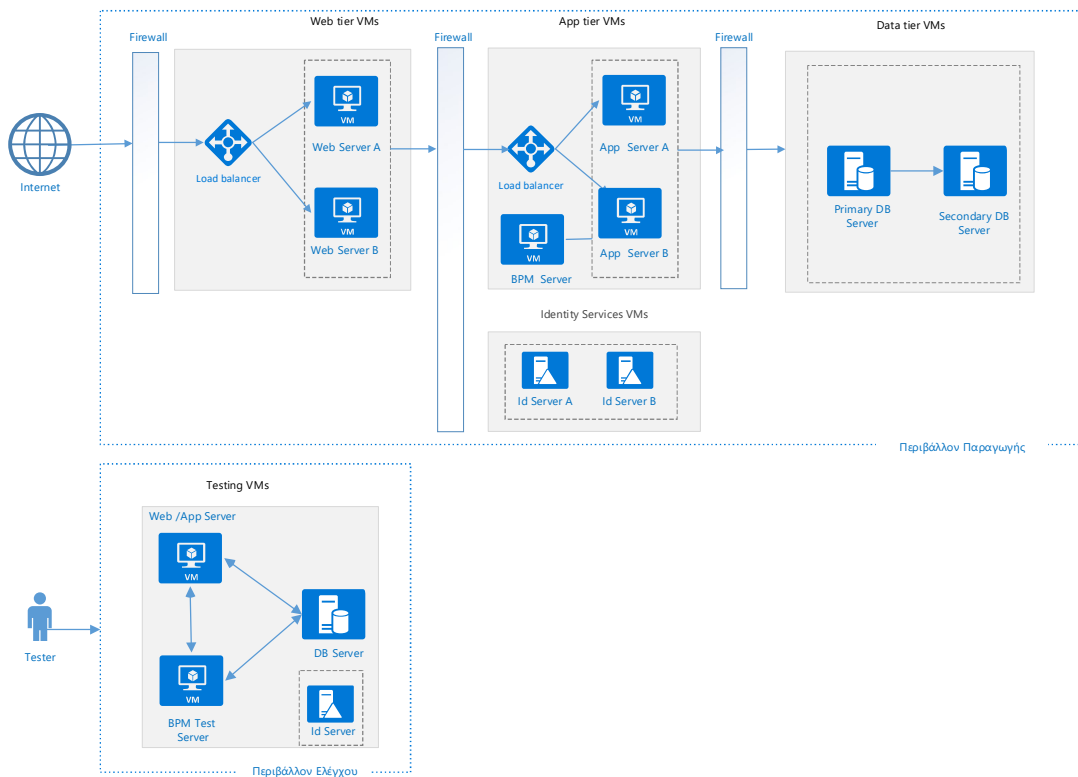 Web tier VMs
App tier VMs
Data tier VMs
Firewall
Firewall
Firewall
VM
Web Server A
VM
App  Server A
Internet
Load balancer
Load balancer
VM
Web Server B
VM
App  Server B
VM
BPM  Server
Primary DB
Server
Secondary DB
Server
Identity Services VMs
Id Server A
Id Server B
Περιβάλλον Παραγωγής
Testing VMs
Web /App Server
VM
DB Server
Tester
VM
BPM Test
Server
Id Server
Περιβάλλον Ελέγχου